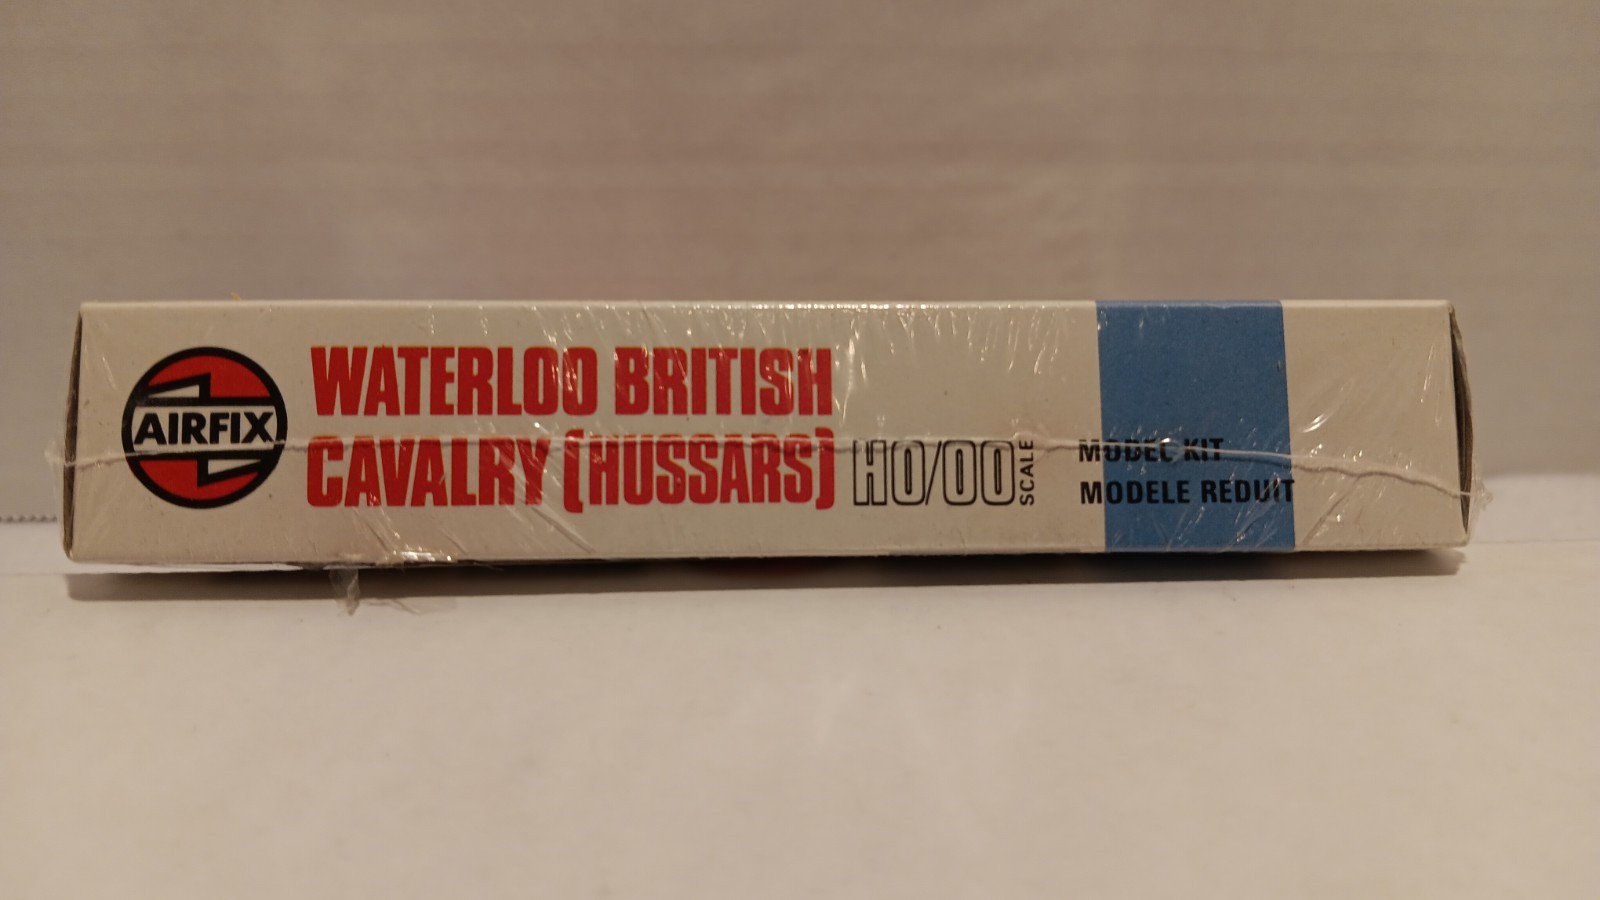 AIRFIX
WATERLOO BRITISH
CAVALRY (HUSSARS)
HO/OO SCALE
MODEL KIT
MODELE REDUIT